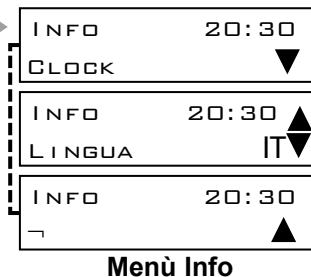 INFO 20:30
CLOCK ▼
INFO 20:30 ▲
LINGUA IT▼
INFO 20:30
¬ ▲
Menù Info